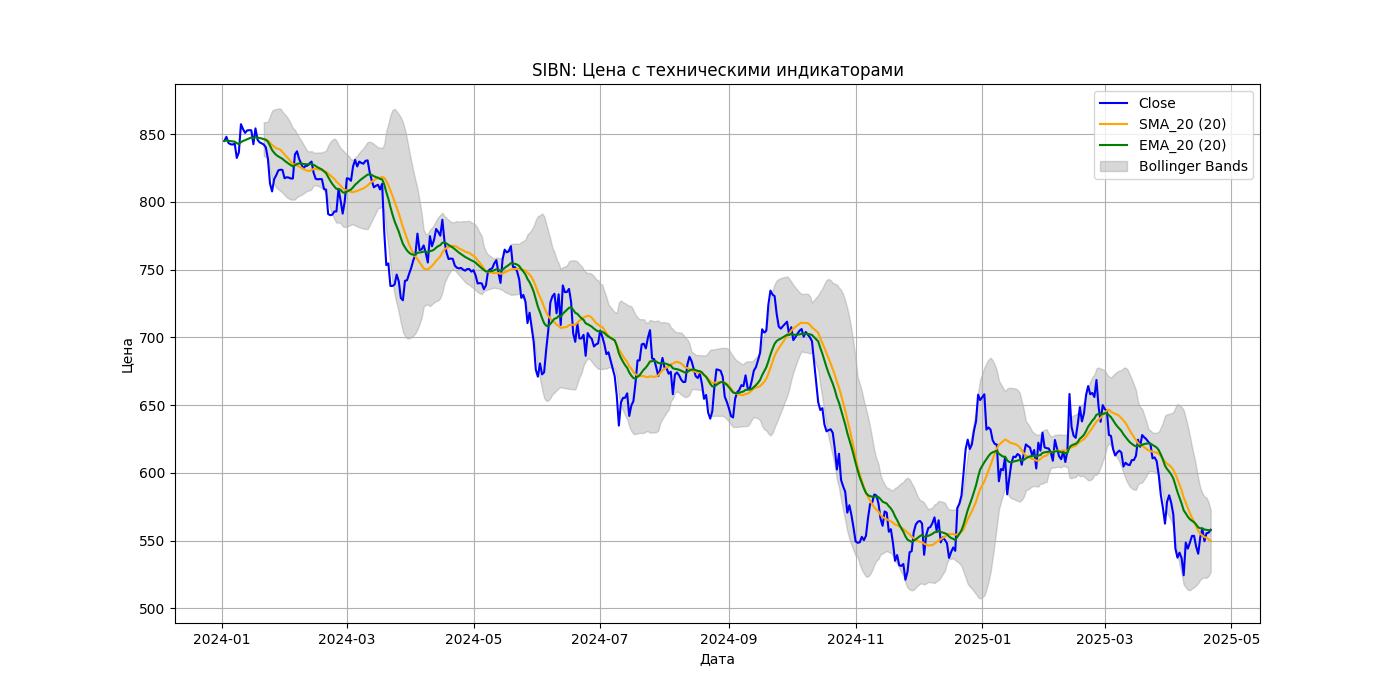 SIBN: Цена с техническими индикаторами
Close
SMA_20 (20)
EMA_20 (20)
Bollinger Bands
Цена
850
800
750
700
650
600
550
500
2024-01 2024-03 2024-05 2024-07 2024-09 2024-11 2025-01 2025-03 2025-05
Дата